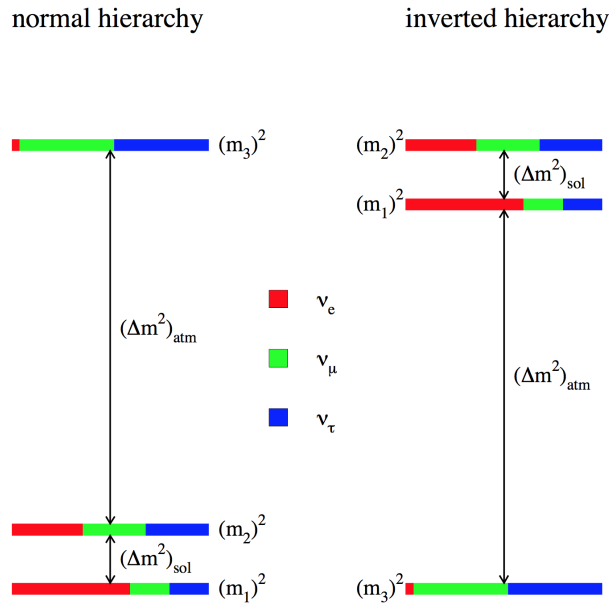 normal hierarchy
inverted hierarchy
(m₃)²
(Δm²)atm
(m₂)²
(Δm²)sol
(m₁)²
νe
νμ
ντ
(m₂)²
(Δm²)sol
(m₁)²
(Δm²)atm
(m₃)²